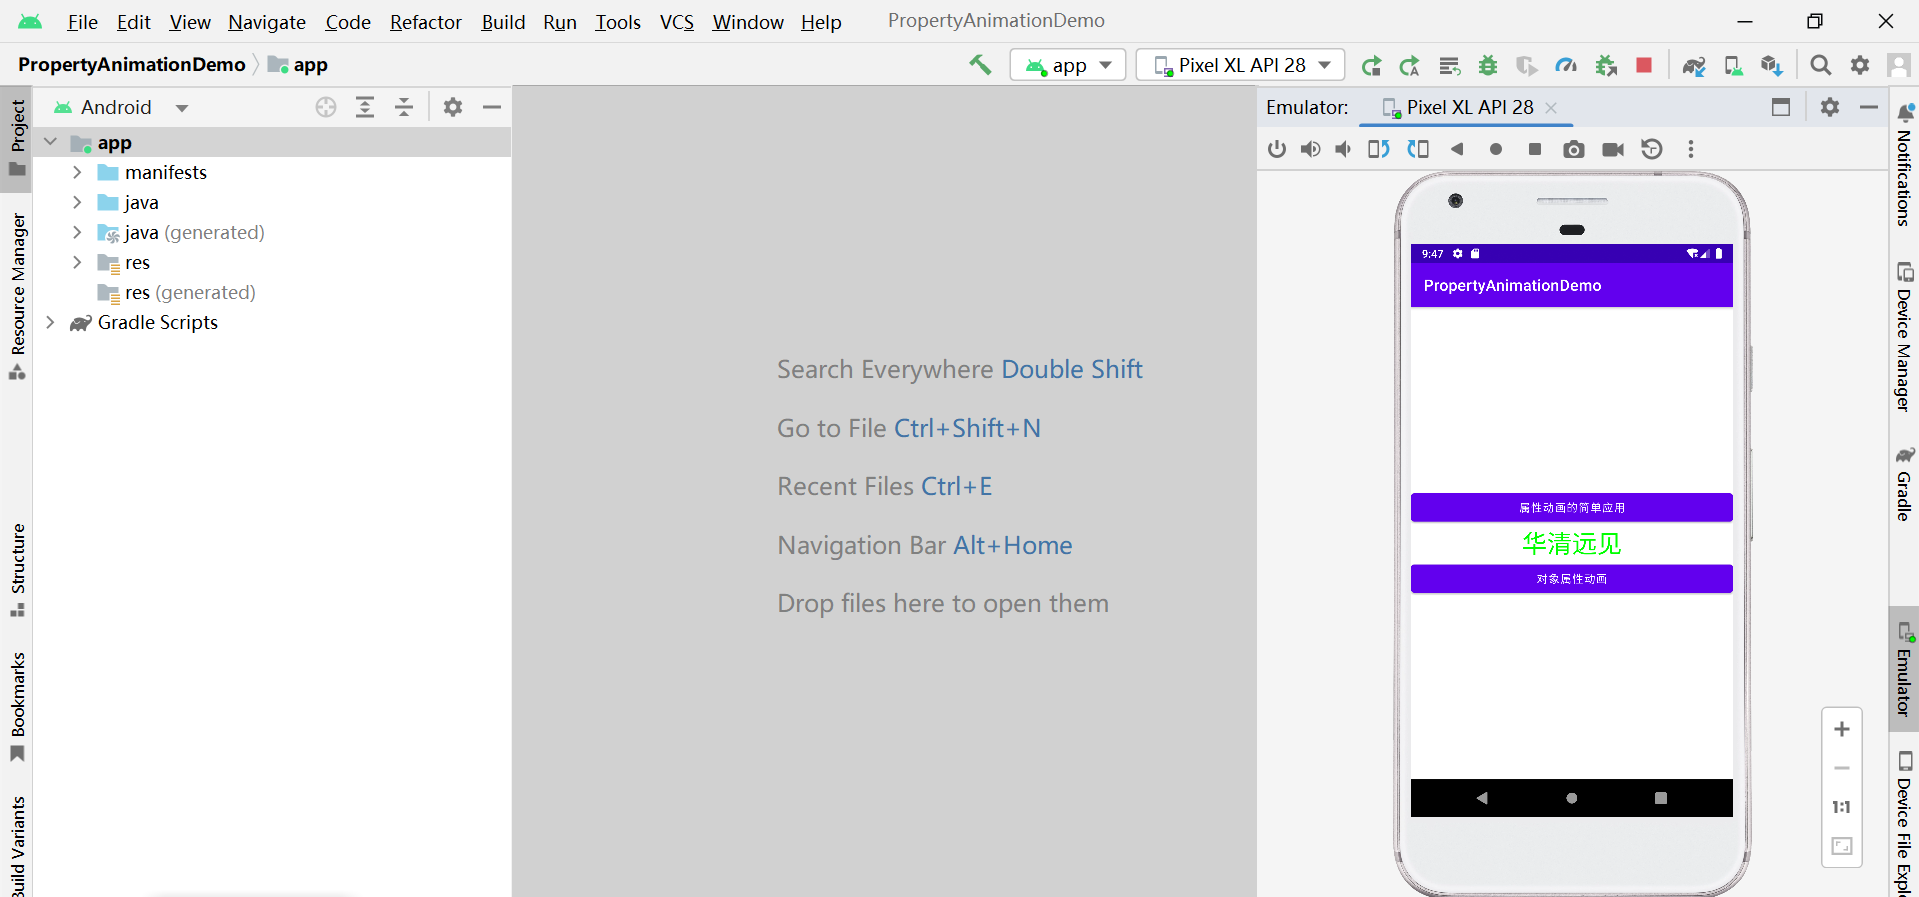 File Edit View Navigate Code Refactor Build Run Tools VCS Window Help PropertyAnimationDemo
PropertyAnimationDemo app
app
Pixel XL API 28
Android
Emulator: Pixel XL API 28
app
manifests
java
java (generated)
res
res (generated)
Gradle Scripts
Project
Resource Manager
Structure
Bookmarks
Build Variants
Search Everywhere Double Shift
Go to File Ctrl+Shift+N
Recent Files Ctrl+E
Navigation Bar Alt+Home
Drop files here to open them
9:47
PropertyAnimationDemo
属性动画的简单应用
华清远见
对象属性动画
1:1
Notifications
Device Manager
Gradle
Emulator
Device File Explo